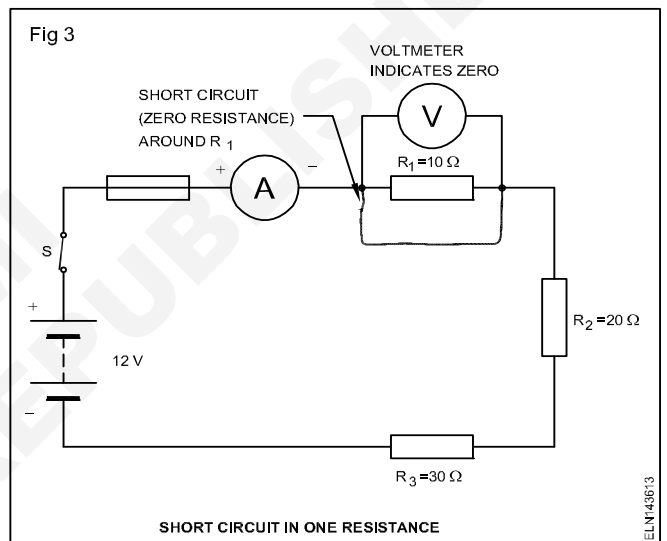 Fig 3
VOLTMETER
INDICATES ZERO
SHORT CIRCUIT
(ZERO RESISTANCE)
AROUND R 1
V
R1=10 Ω
+ A −
S
+
12 V
−
R2=20 Ω
R3=30 Ω
SHORT CIRCUIT IN ONE RESISTANCE
ELN143613